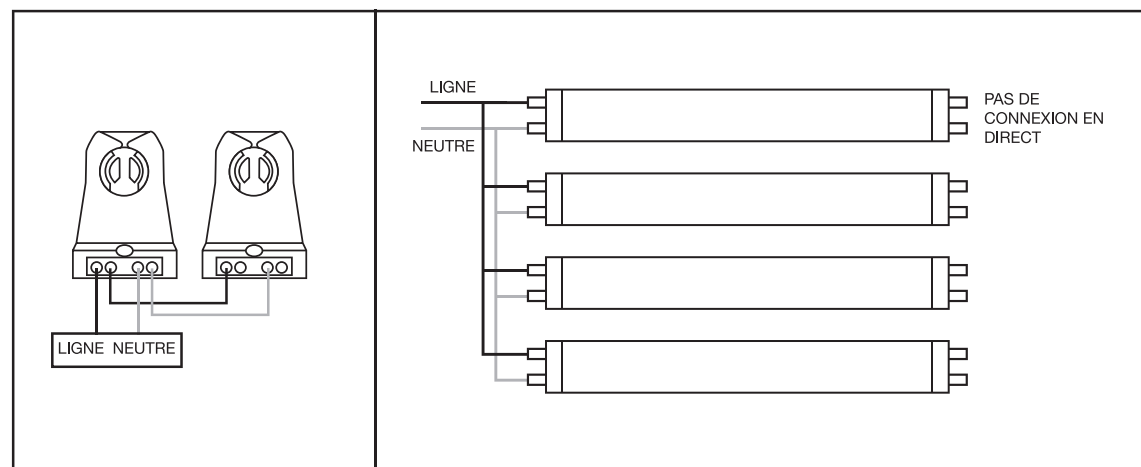 LIGNE NEUTRE
LIGNE
NEUTRE
PAS DE
CONNEXION EN
DIRECT